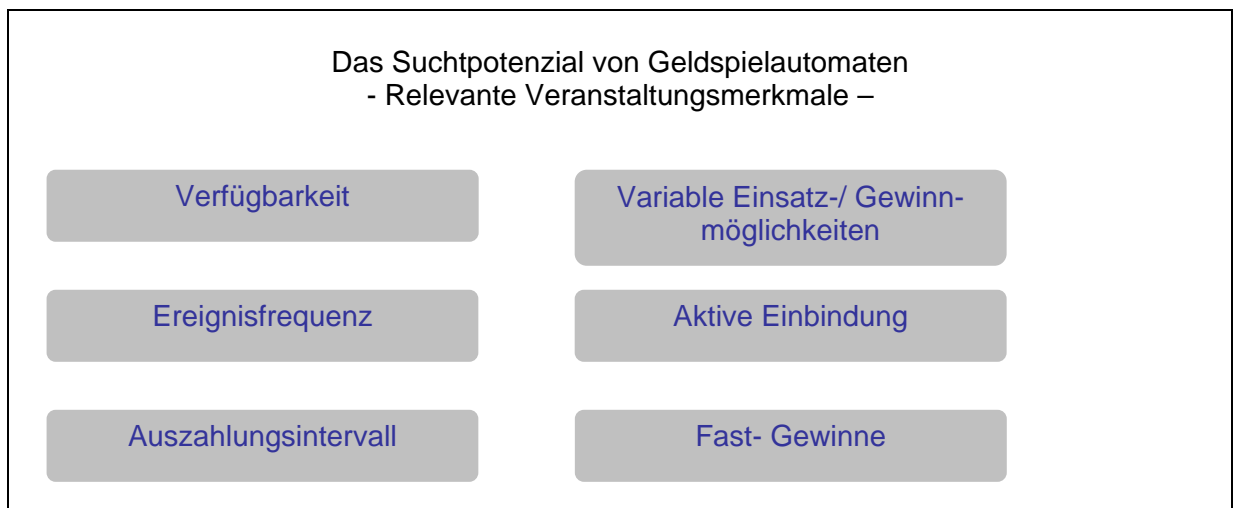 Das Suchtpotenzial von Geldspielautomaten
- Relevante Veranstaltungsmerkmale –
Verfügbarkeit
Variable Einsatz-/ Gewinn-
möglichkeiten
Ereignisfrequenz
Aktive Einbindung
Auszahlungsintervall
Fast- Gewinne